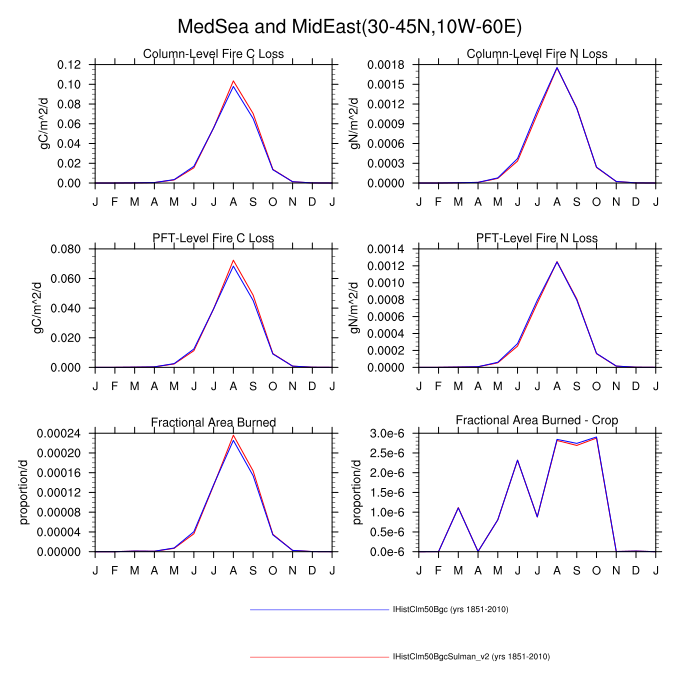 MedSea and MidEast(30-45N,10W-60E)
Column-Level Fire C Loss
gC/m^2/d
0.12
0.10
0.08
0.06
0.04
0.02
0.00
J F M A M J J A S O N D J
Column-Level Fire N Loss
gN/m^2/d
0.0018
0.0015
0.0012
0.0009
0.0006
0.0003
0.0000
J F M A M J J A S O N D J
PFT-Level Fire C Loss
gC/m^2/d
0.080
0.060
0.040
0.020
0.000
J F M A M J J A S O N D J
PFT-Level Fire N Loss
gN/m^2/d
0.0014
0.0012
0.0010
0.0008
0.0006
0.0004
0.0002
0.0000
J F M A M J J A S O N D J
Fractional Area Burned
proportion/d
0.00024
0.00020
0.00016
0.00012
0.00008
0.00004
0.00000
J F M A M J J A S O N D J
Fractional Area Burned - Crop
proportion/d
3.0e-6
2.5e-6
2.0e-6
1.5e-6
1.0e-6
0.5e-6
0.0e-6
J F M A M J J A S O N D J
IHistClm50Bgc (yrs 1851-2010)
IHistClm50BgcSulman_v2 (yrs 1851-2010)